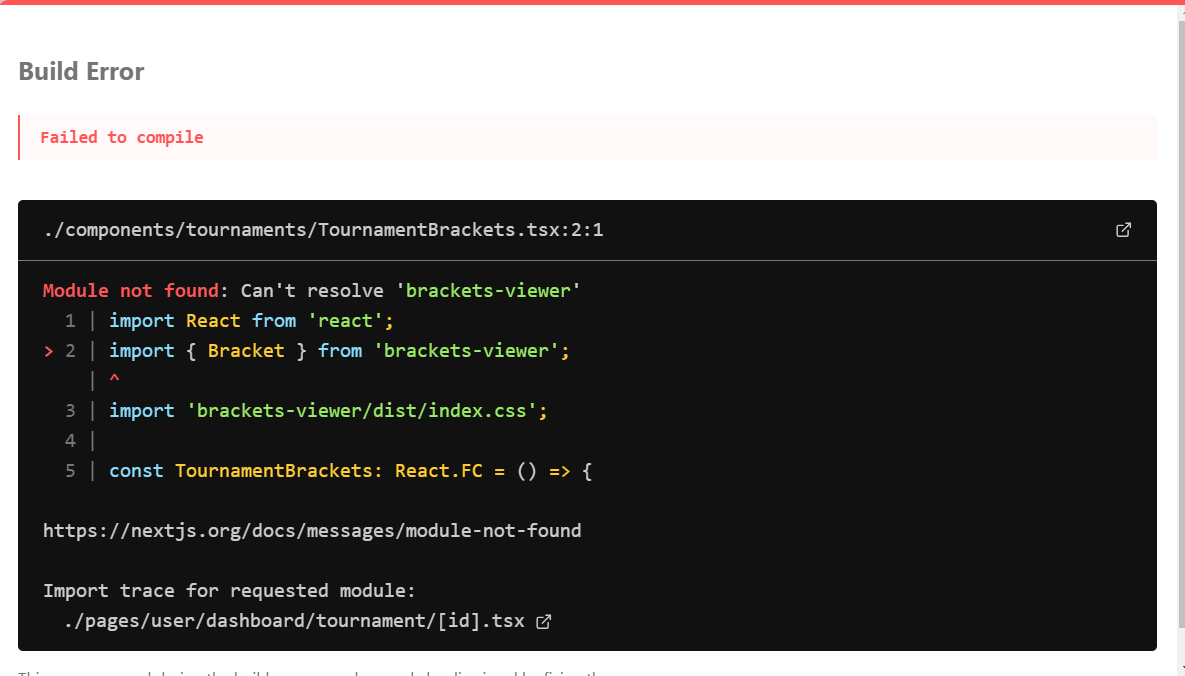 Build Error
Failed to compile
./components/tournaments/TournamentBrackets.tsx:2:1
Module not found: Can't resolve 'brackets-viewer'
1 | import React from 'react';
> 2 | import { Bracket } from 'brackets-viewer';
| ^
3 | import 'brackets-viewer/dist/index.css';
4 |
5 | const TournamentBrackets: React.FC = () => {
https://nextjs.org/docs/messages/module-not-found
Import trace for requested module:
./pages/user/dashboard/tournament/[id].tsx